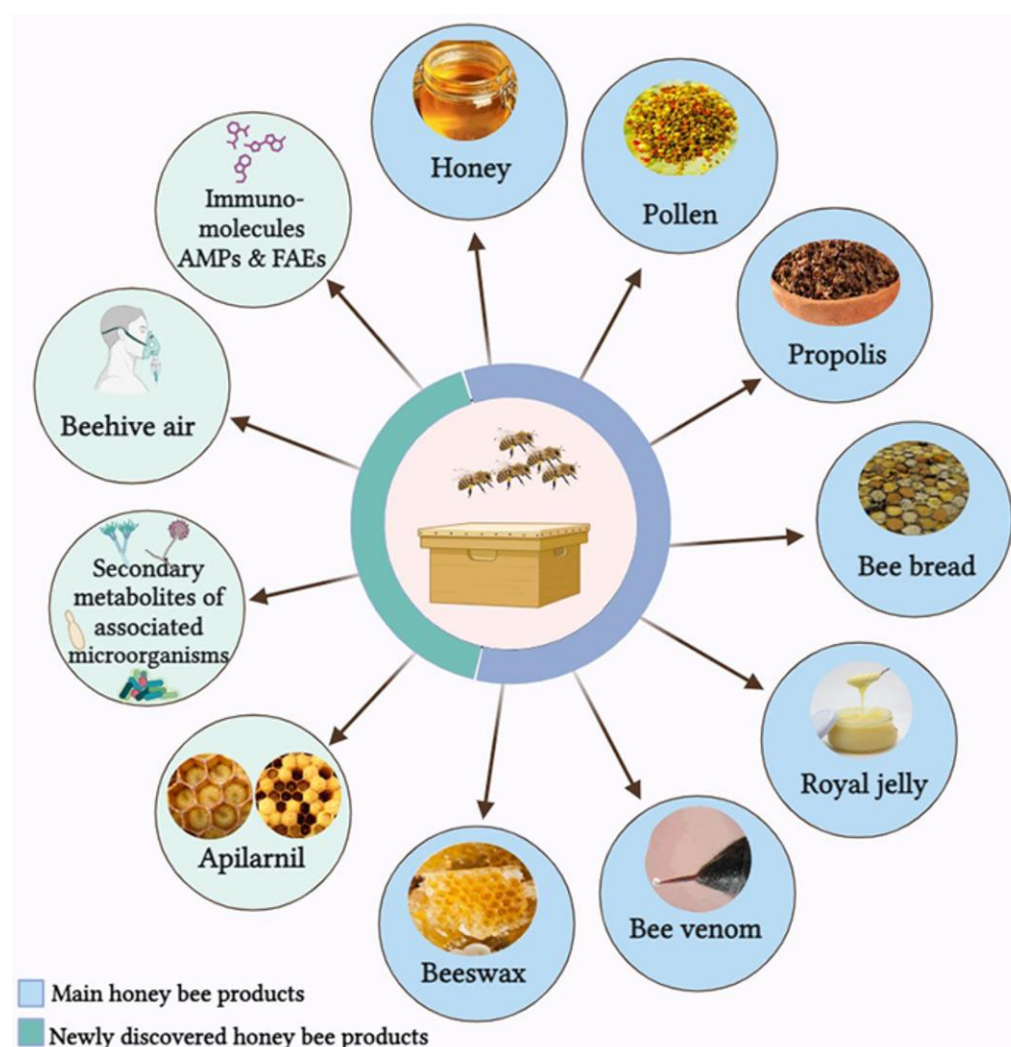 Honey
Pollen
Propolis
Bee bread
Royal jelly
Bee venom
Beeswax
Apilarnil
Secondary
metabolites of
associated
microorganisms
Beehive air
Immuno-
molecules
AMPs & FAEs
Main honey bee products
Newly discovered honey bee products